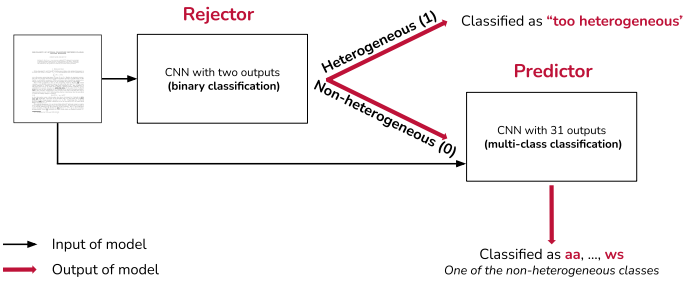 Rejector
CNN with two outputs
(binary classification)
Heterogeneous (1)
Non-heterogeneous (0)
Classified as “too heterogeneous’
Predictor
CNN with 31 outputs
(multi-class classification)
Classified as aa, ..., ws
One of the non-heterogeneous classes
Input of model
Output of model